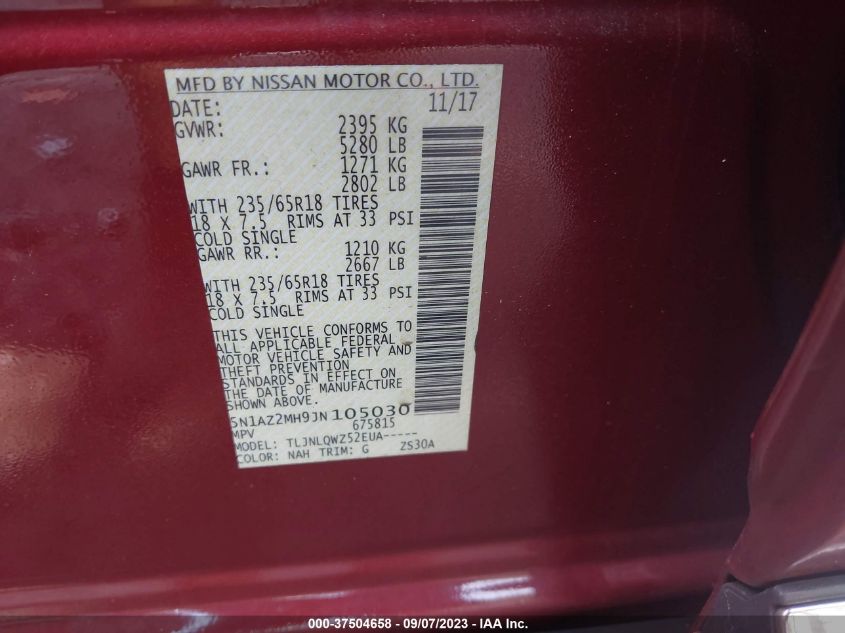 MFD BY NISSAN MOTOR CO., LTD.
DATE: 11/17
GVWR: 2395 KG
5280 LB
GAWR FR.: 1271 KG
2802 LB
WITH 235/65R18 TIRES
18 X 7.5 RIMS AT 33 PSI
COLD SINGLE
GAWR RR.: 1210 KG
2667 LB
WITH 235/65R18 TIRES
18 X 7.5 RIMS AT 33 PSI
COLD SINGLE
THIS VEHICLE CONFORMS TO
ALL APPLICABLE FEDERAL
MOTOR VEHICLE SAFETY AND
THEFT PREVENTION
STANDARDS IN EFFECT ON
THE DATE OF MANUFACTURE
SHOWN ABOVE.
5N1AZ2MH9JN105030
MPV 675815
MODEL: TLJNLQWZ52EUA-----
COLOR: NAH TRIM: G ZS30A
000-37504658 - 09/07/2023 - IAA Inc.